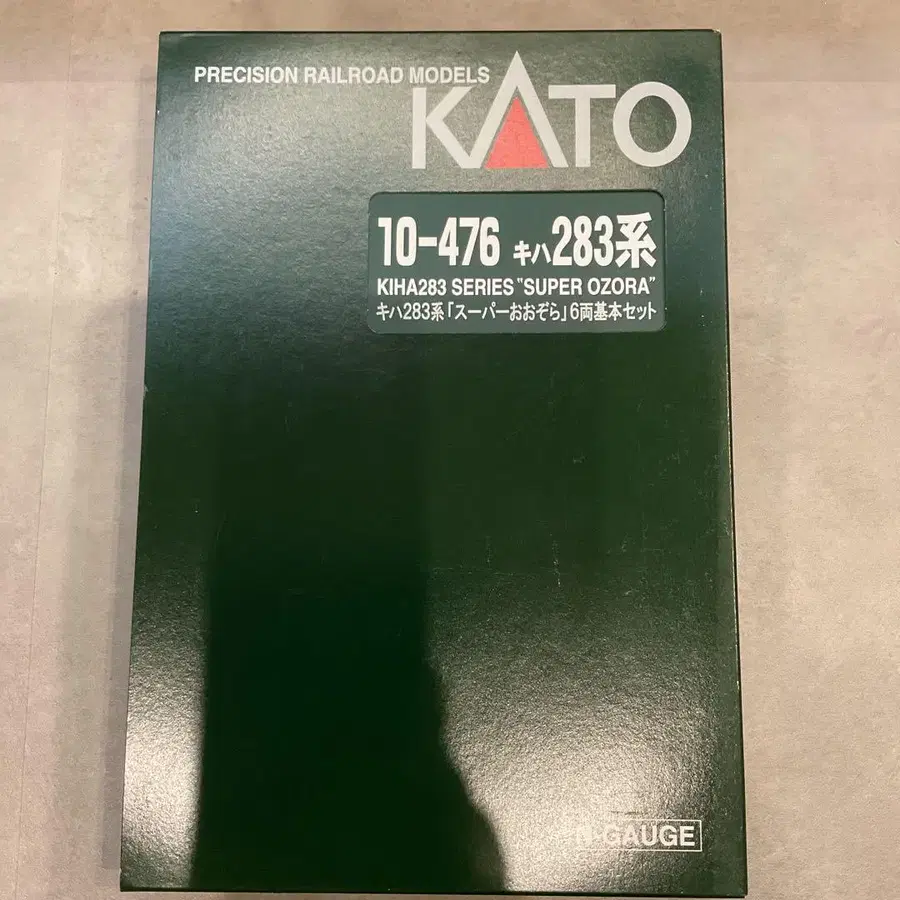 PRECISION RAILROAD MODELS
KATO
10-476 キハ283系
KIHA283 SERIES "SUPER OZORA"
キハ283系「スーパーおおぞら」6両基本セット
N-GAUGE